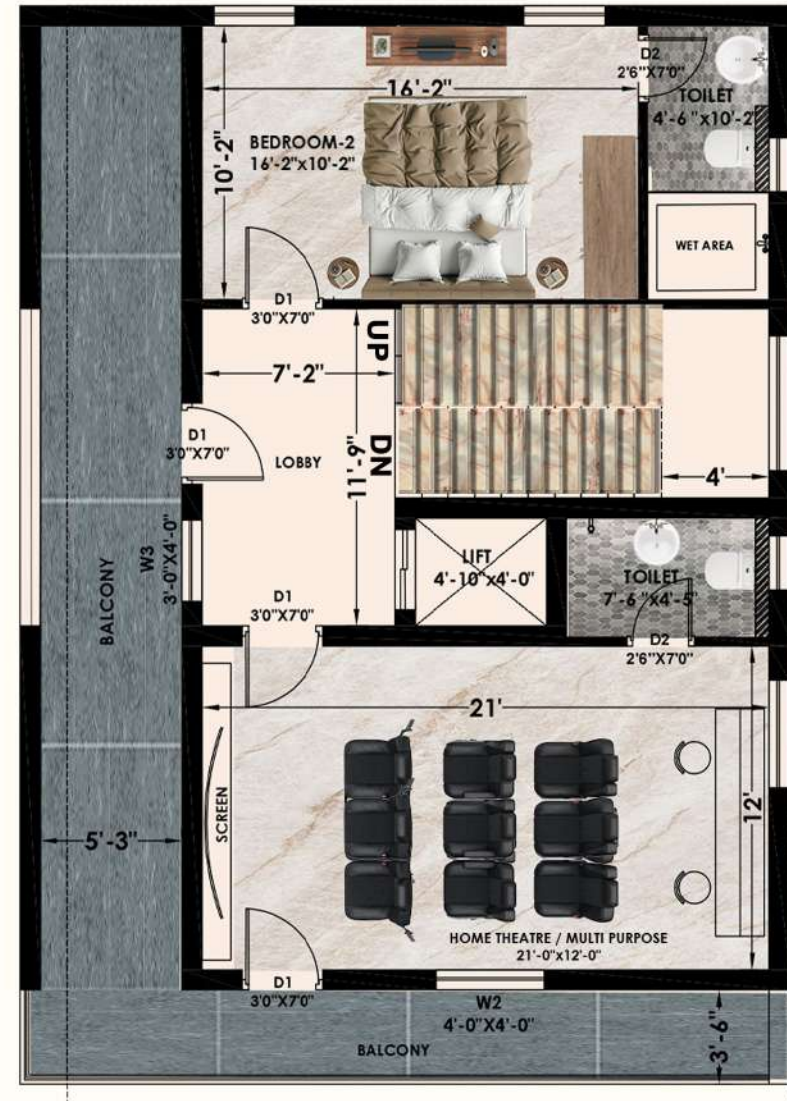 D2
2'6"X7'0"
TOILET
4'-6 "x10'-2"
16'-2"
BEDROOM-2
16'-2"x10'-2"
10'-2"
WET AREA
D1
3'0"X7'0"
UP
7'-2"
DN
D1
3'0"X7'0"
LOBBY
11'-9"
4'
W3
3'-0"X4'-0"
BALCONY
LIFT
4'-10"x4'-0"
TOILET
7'-6 "x4'-5"
D1
3'0"X7'0"
D2
2'6"X7'0"
21'
SCREEN
12'
5'-3"
HOME THEATRE / MULTI PURPOSE
21'-0"x12'-0"
D1
3'0"X7'0"
W2
4'-0"X4'-0"
3'-6"
BALCONY